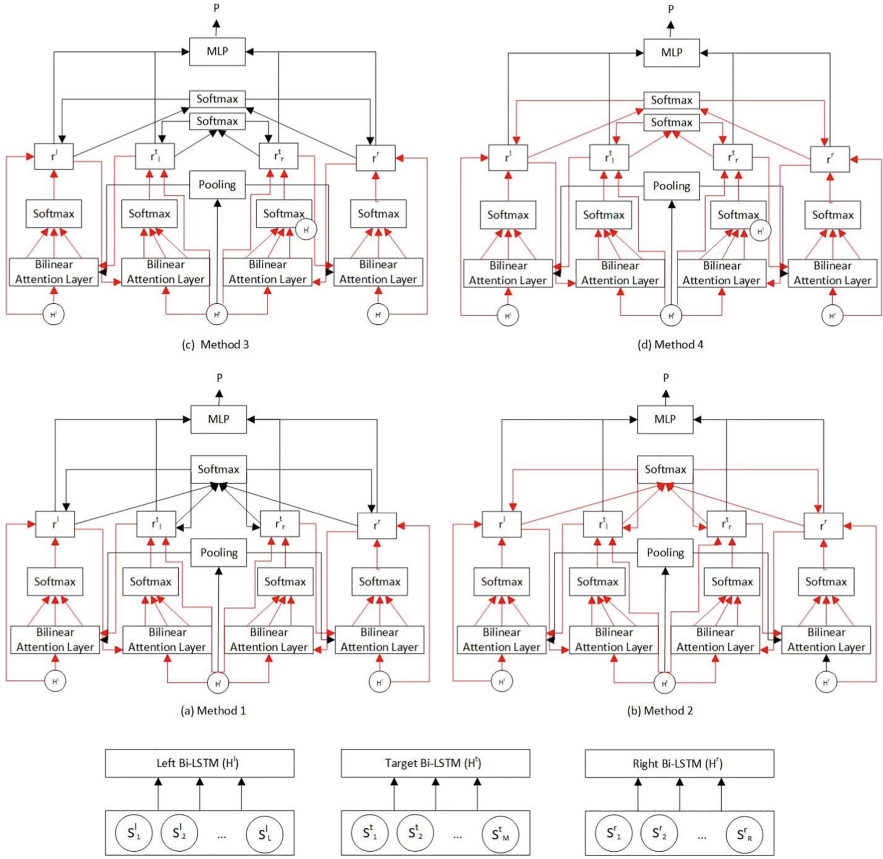 P P
MLP MLP
Softmax Softmax
Softmax Softmax
r^l r^t_l r^t_r r^r r^l r^t_l r^t_r r^r
Pooling Pooling
Softmax Softmax Softmax Softmax Softmax Softmax Softmax Softmax
Bilinear Bilinear Bilinear Bilinear Bilinear Bilinear Bilinear Bilinear
Attention Layer Attention Layer Attention Layer Attention Layer Attention Layer Attention Layer Attention Layer Attention Layer
(c) Method 3 (d) Method 4
P P
MLP MLP
Softmax Softmax
r^l r^t_l r^t_r r^r r^l r^t_l r^t_r r^r
Pooling Pooling
Softmax Softmax Softmax Softmax Softmax Softmax Softmax Softmax
Bilinear Bilinear Bilinear Bilinear Bilinear Bilinear Bilinear Bilinear
Attention Layer Attention Layer Attention Layer Attention Layer Attention Layer Attention Layer Attention Layer Attention Layer
(a) Method 1 (b) Method 2
Left Bi-LSTM (H^l) Target Bi-LSTM (H^t) Right Bi-LSTM (H^r)
S^l_1 S^l_2 ... S^l_L S^t_1 S^t_2 ... S^t_M S^r_1 S^r_2 ... S^r_R